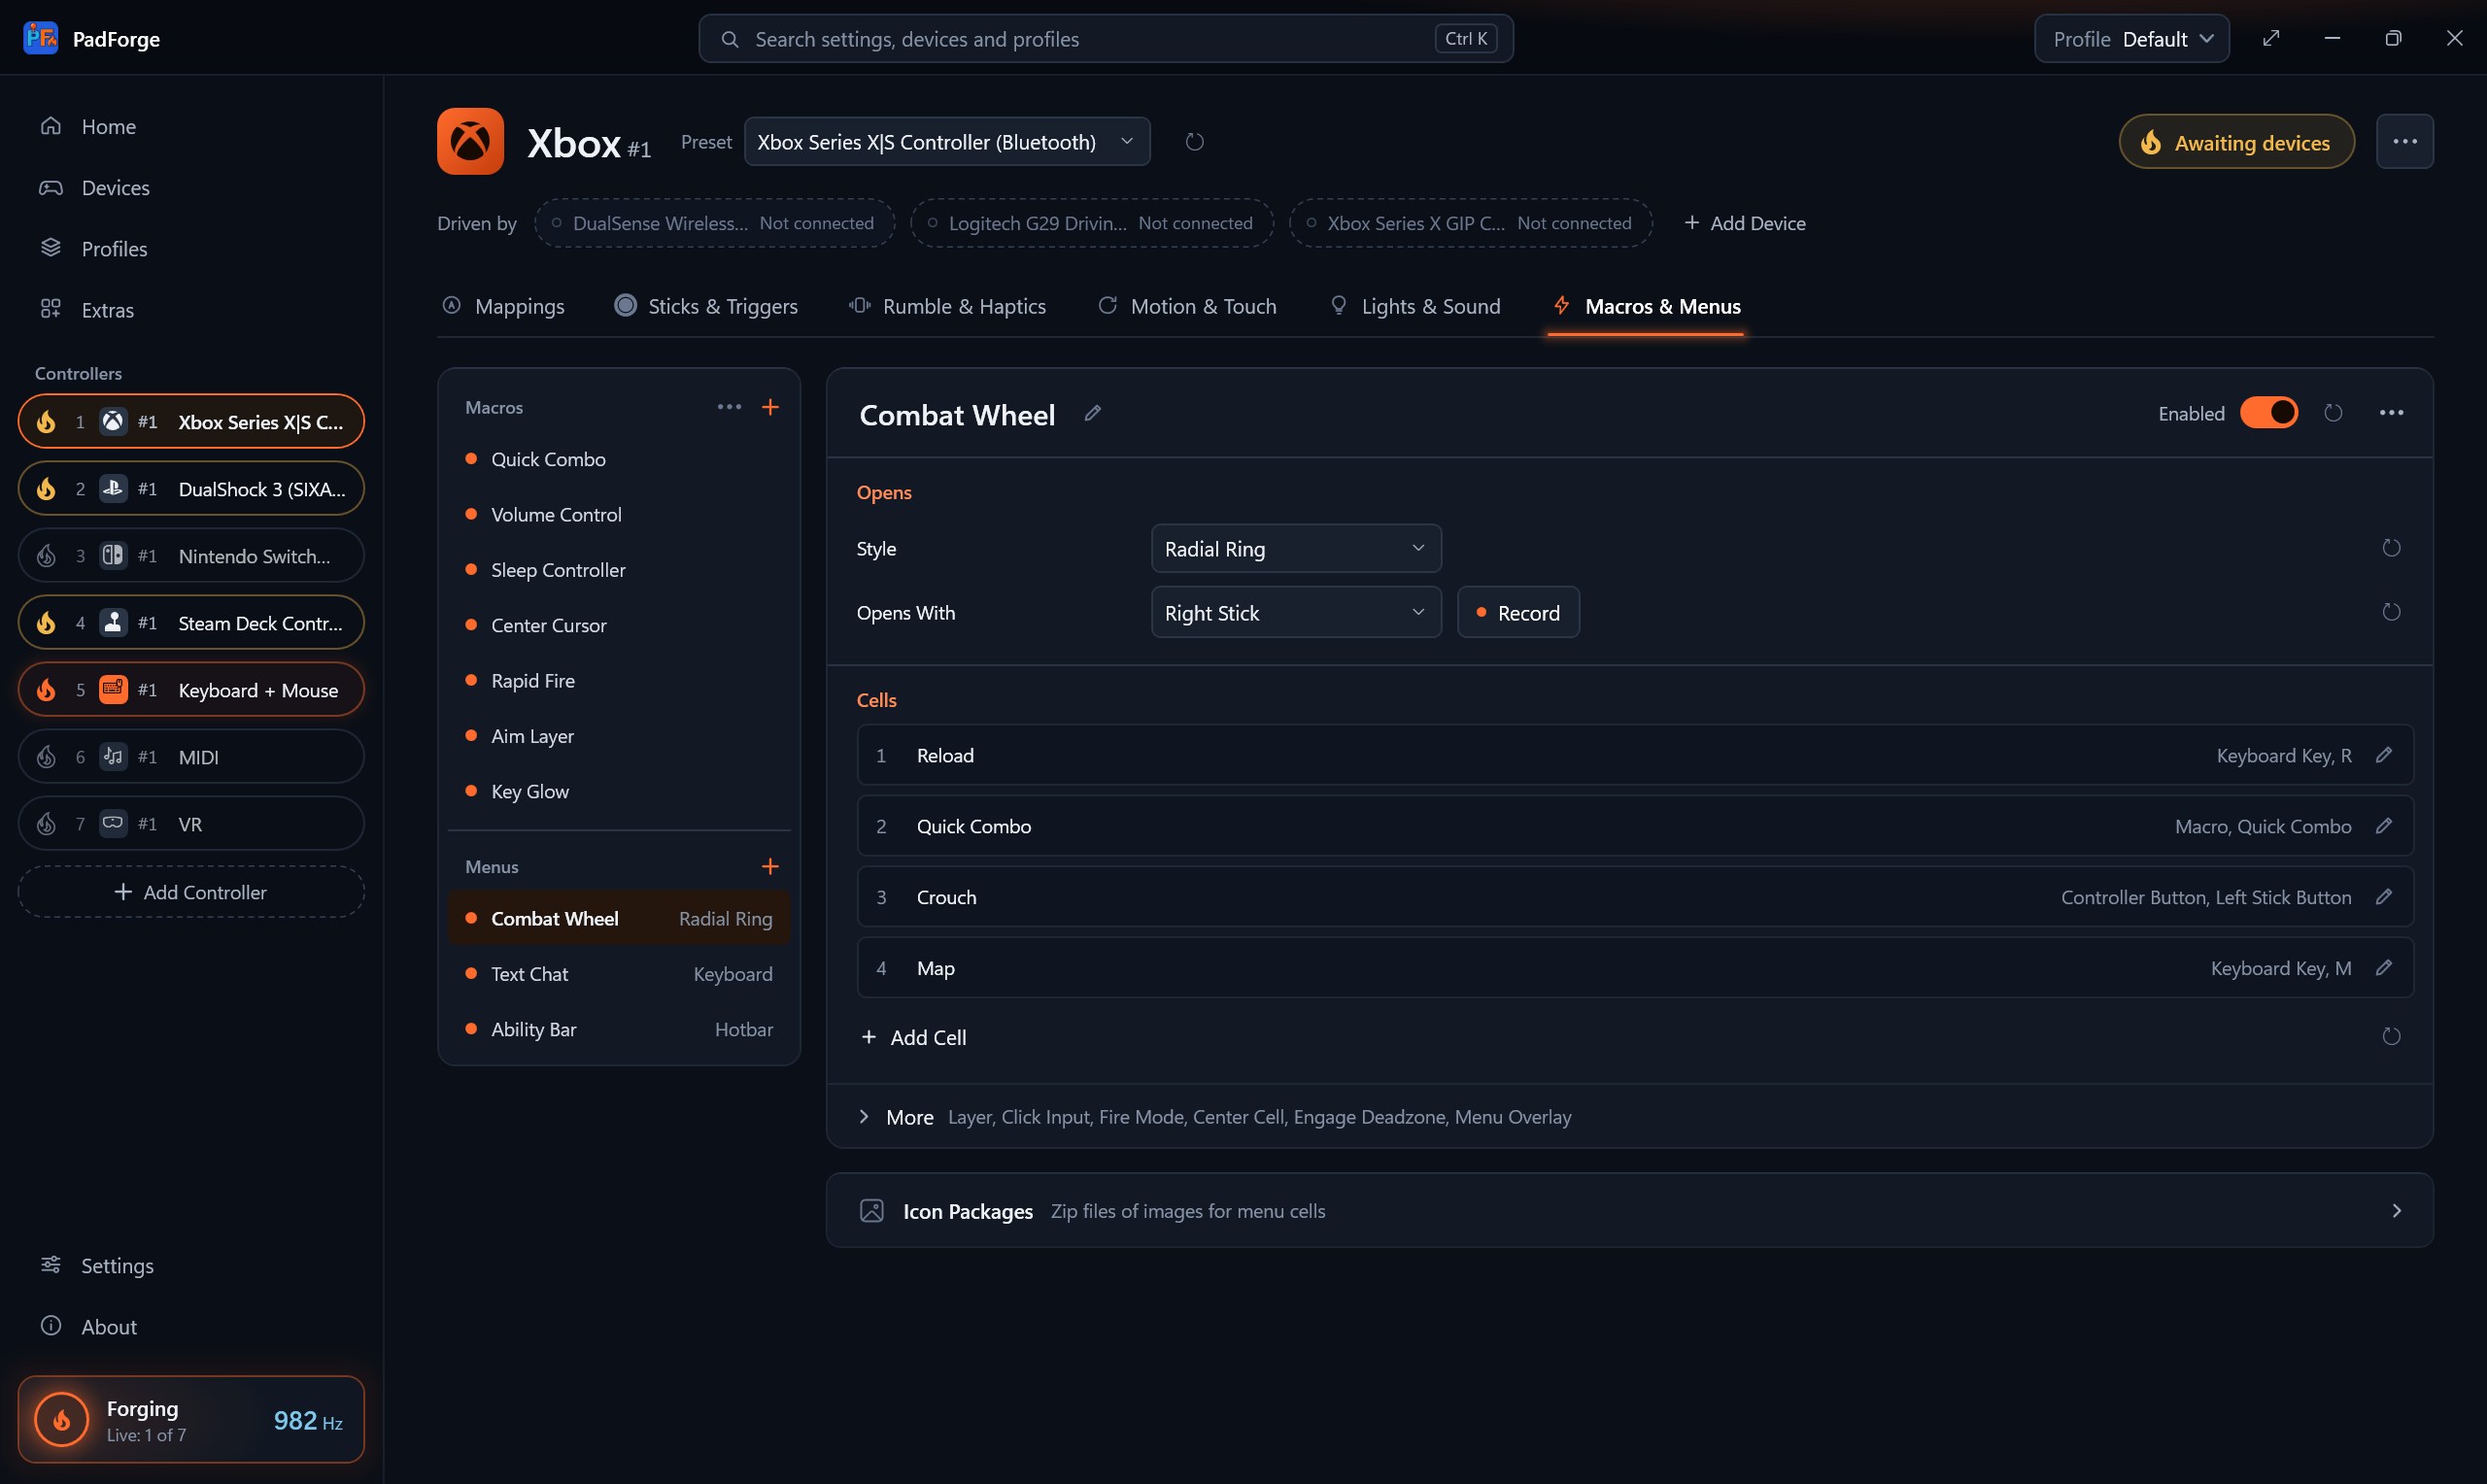 PadForge
Search settings, devices and profiles
Ctrl K
Profile Default
Home
Devices
Profiles
Extras
Controllers
1 #1 Xbox Series X|S C...
2 #1 DualShock 3 (SIXA...
3 #1 Nintendo Switch...
4 #1 Steam Deck Contr...
5 #1 Keyboard + Mouse
6 #1 MIDI
7 #1 VR
+ Add Controller
Settings
About
Forging
Live: 1 of 7
982 Hz
Xbox #1
Preset Xbox Series X|S Controller (Bluetooth)
Awaiting devices
Driven by
DualSense Wireless... Not connected
Logitech G29 Drivin... Not connected
Xbox Series X GIP C... Not connected
+ Add Device
Mappings
Sticks & Triggers
Rumble & Haptics
Motion & Touch
Lights & Sound
Macros & Menus
Macros
Quick Combo
Volume Control
Sleep Controller
Center Cursor
Rapid Fire
Aim Layer
Key Glow
Menus
Combat Wheel Radial Ring
Text Chat Keyboard
Ability Bar Hotbar
Combat Wheel
Enabled
Opens
Style Radial Ring
Opens With Right Stick Record
Cells
1 Reload Keyboard Key, R
2 Quick Combo Macro, Quick Combo
3 Crouch Controller Button, Left Stick Button
4 Map Keyboard Key, M
+ Add Cell
More Layer, Click Input, Fire Mode, Center Cell, Engage Deadzone, Menu Overlay
Icon Packages Zip files of images for menu cells